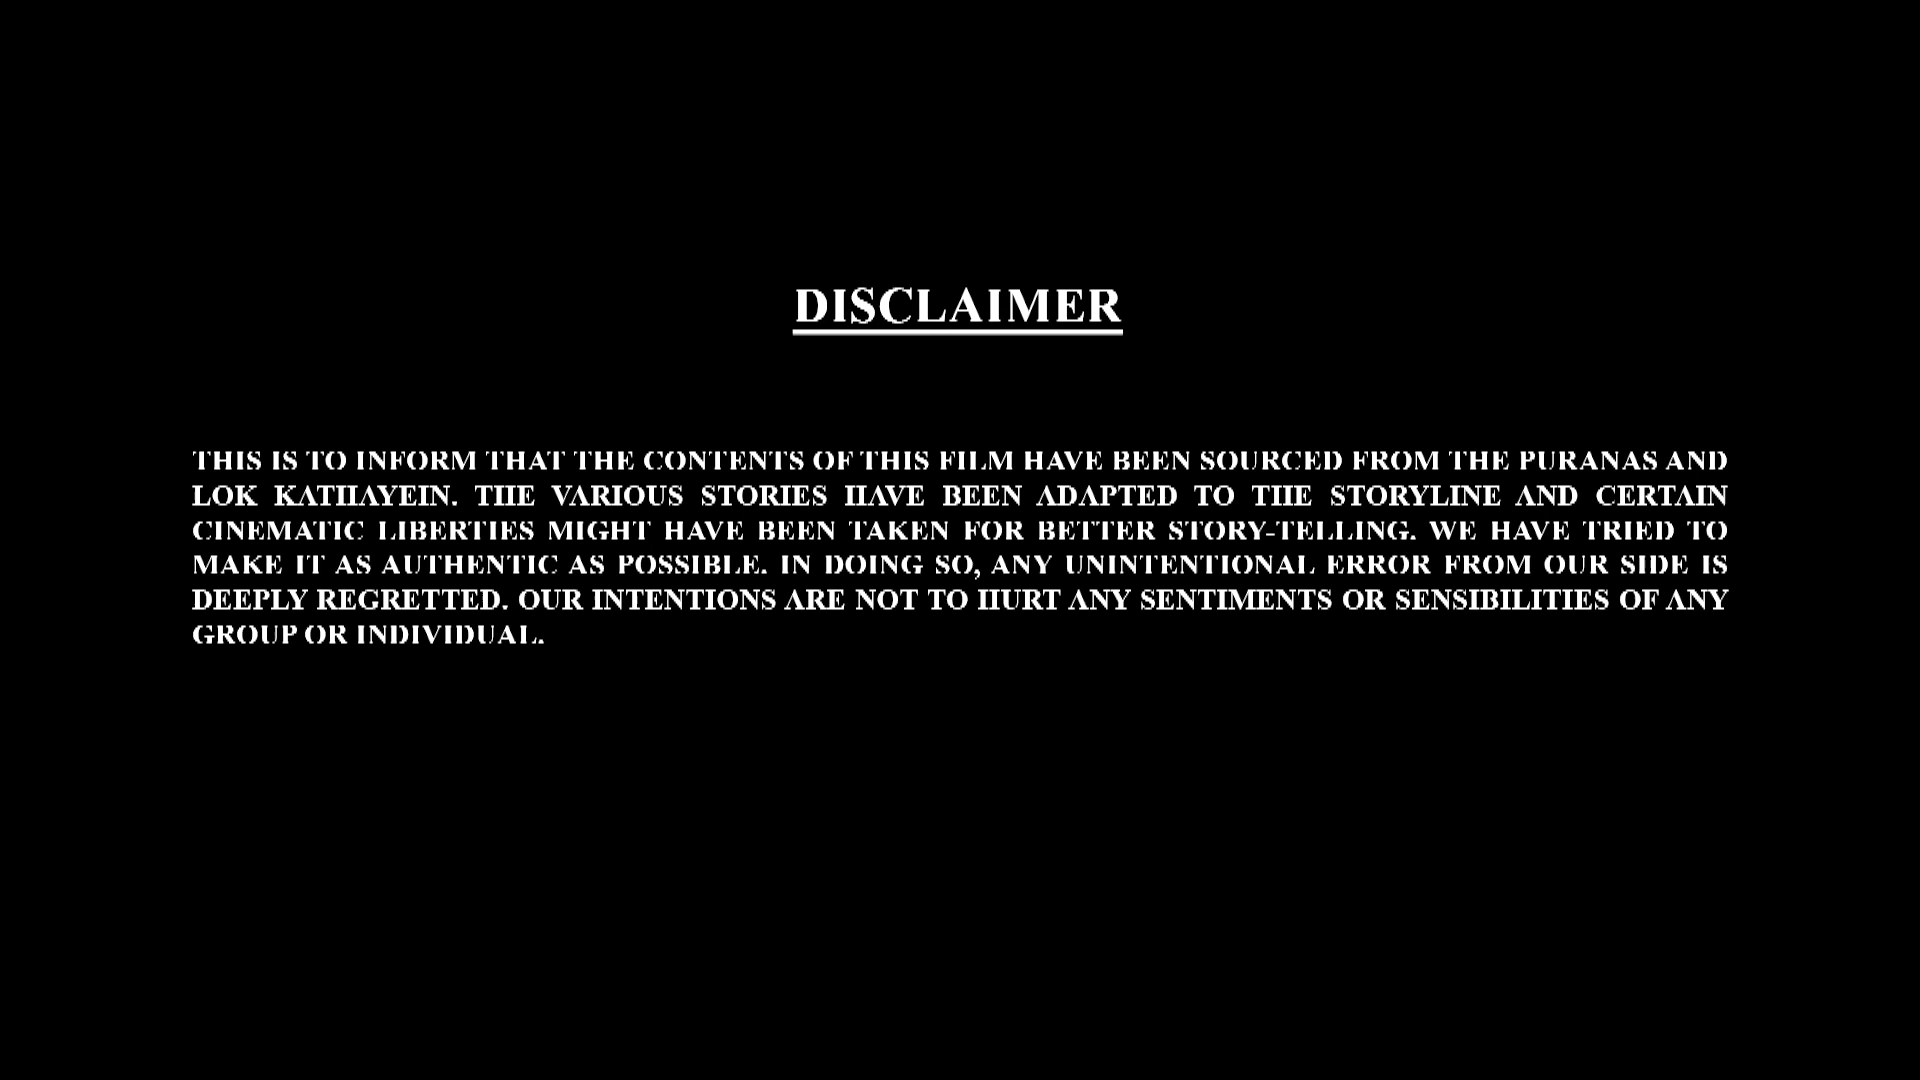 DISCLAIMER
THIS IS TO INFORM THAT THE CONTENTS OF THIS FILM HAVE BEEN SOURCED FROM THE PURANAS AND
LOK KATHAYEIN. THE VARIOUS STORIES HAVE BEEN ADAPTED TO THE STORYLINE AND CERTAIN
CINEMATIC LIBERTIES MIGHT HAVE BEEN TAKEN FOR BETTER STORY-TELLING. WE HAVE TRIED TO
MAKE IT AS AUTHENTIC AS POSSIBLE. IN DOING SO, ANY UNINTENTIONAL ERROR FROM OUR SIDE IS
DEEPLY REGRETTED. OUR INTENTIONS ARE NOT TO HURT ANY SENTIMENTS OR SENSIBILITIES OF ANY
GROUP OR INDIVIDUAL.